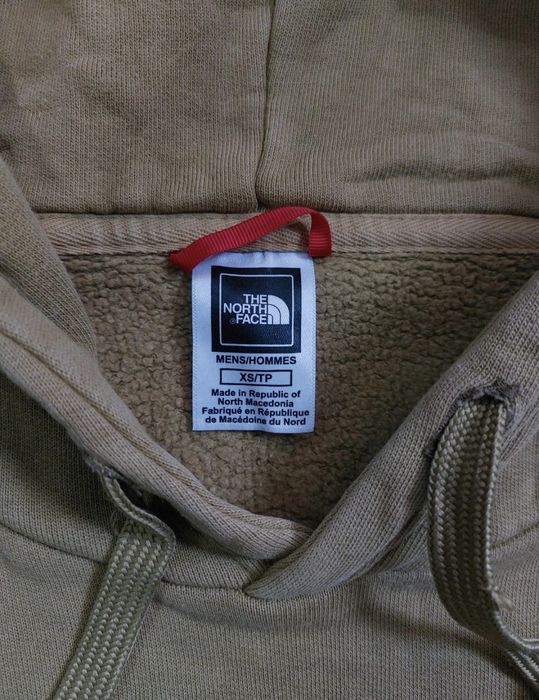 THE
NORTH
FACE
MENS/HOMMES
XS/TP
Made in Republic of
North Macedonia
Fabriqué en République
de Macédoine du Nord